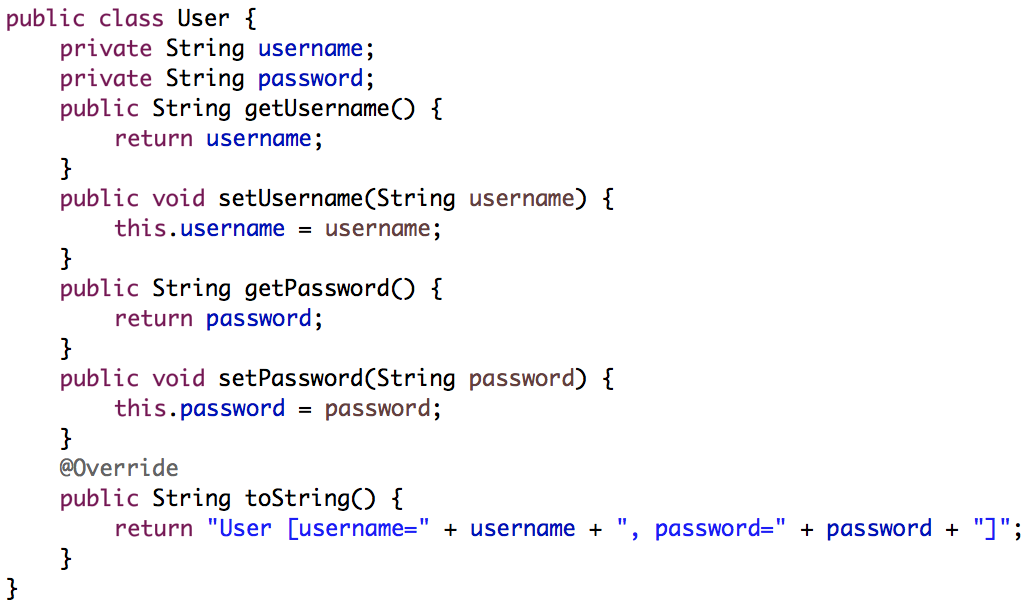 public class User {
    private String username;
    private String password;
    public String getUsername() {
        return username;
    }
    public void setUsername(String username) {
        this.username = username;
    }
    public String getPassword() {
        return password;
    }
    public void setPassword(String password) {
        this.password = password;
    }
    @Override
    public String toString() {
        return "User [username=" + username + ", password=" + password + "]";
    }
}